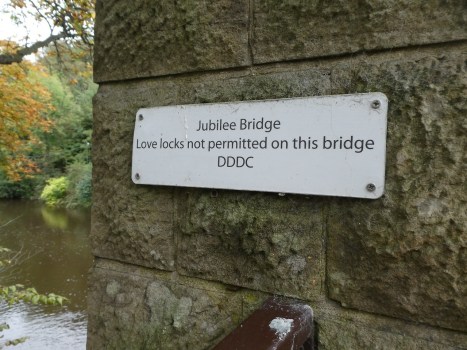 Jubilee Bridge
Love locks not permitted on this bridge
DDDC